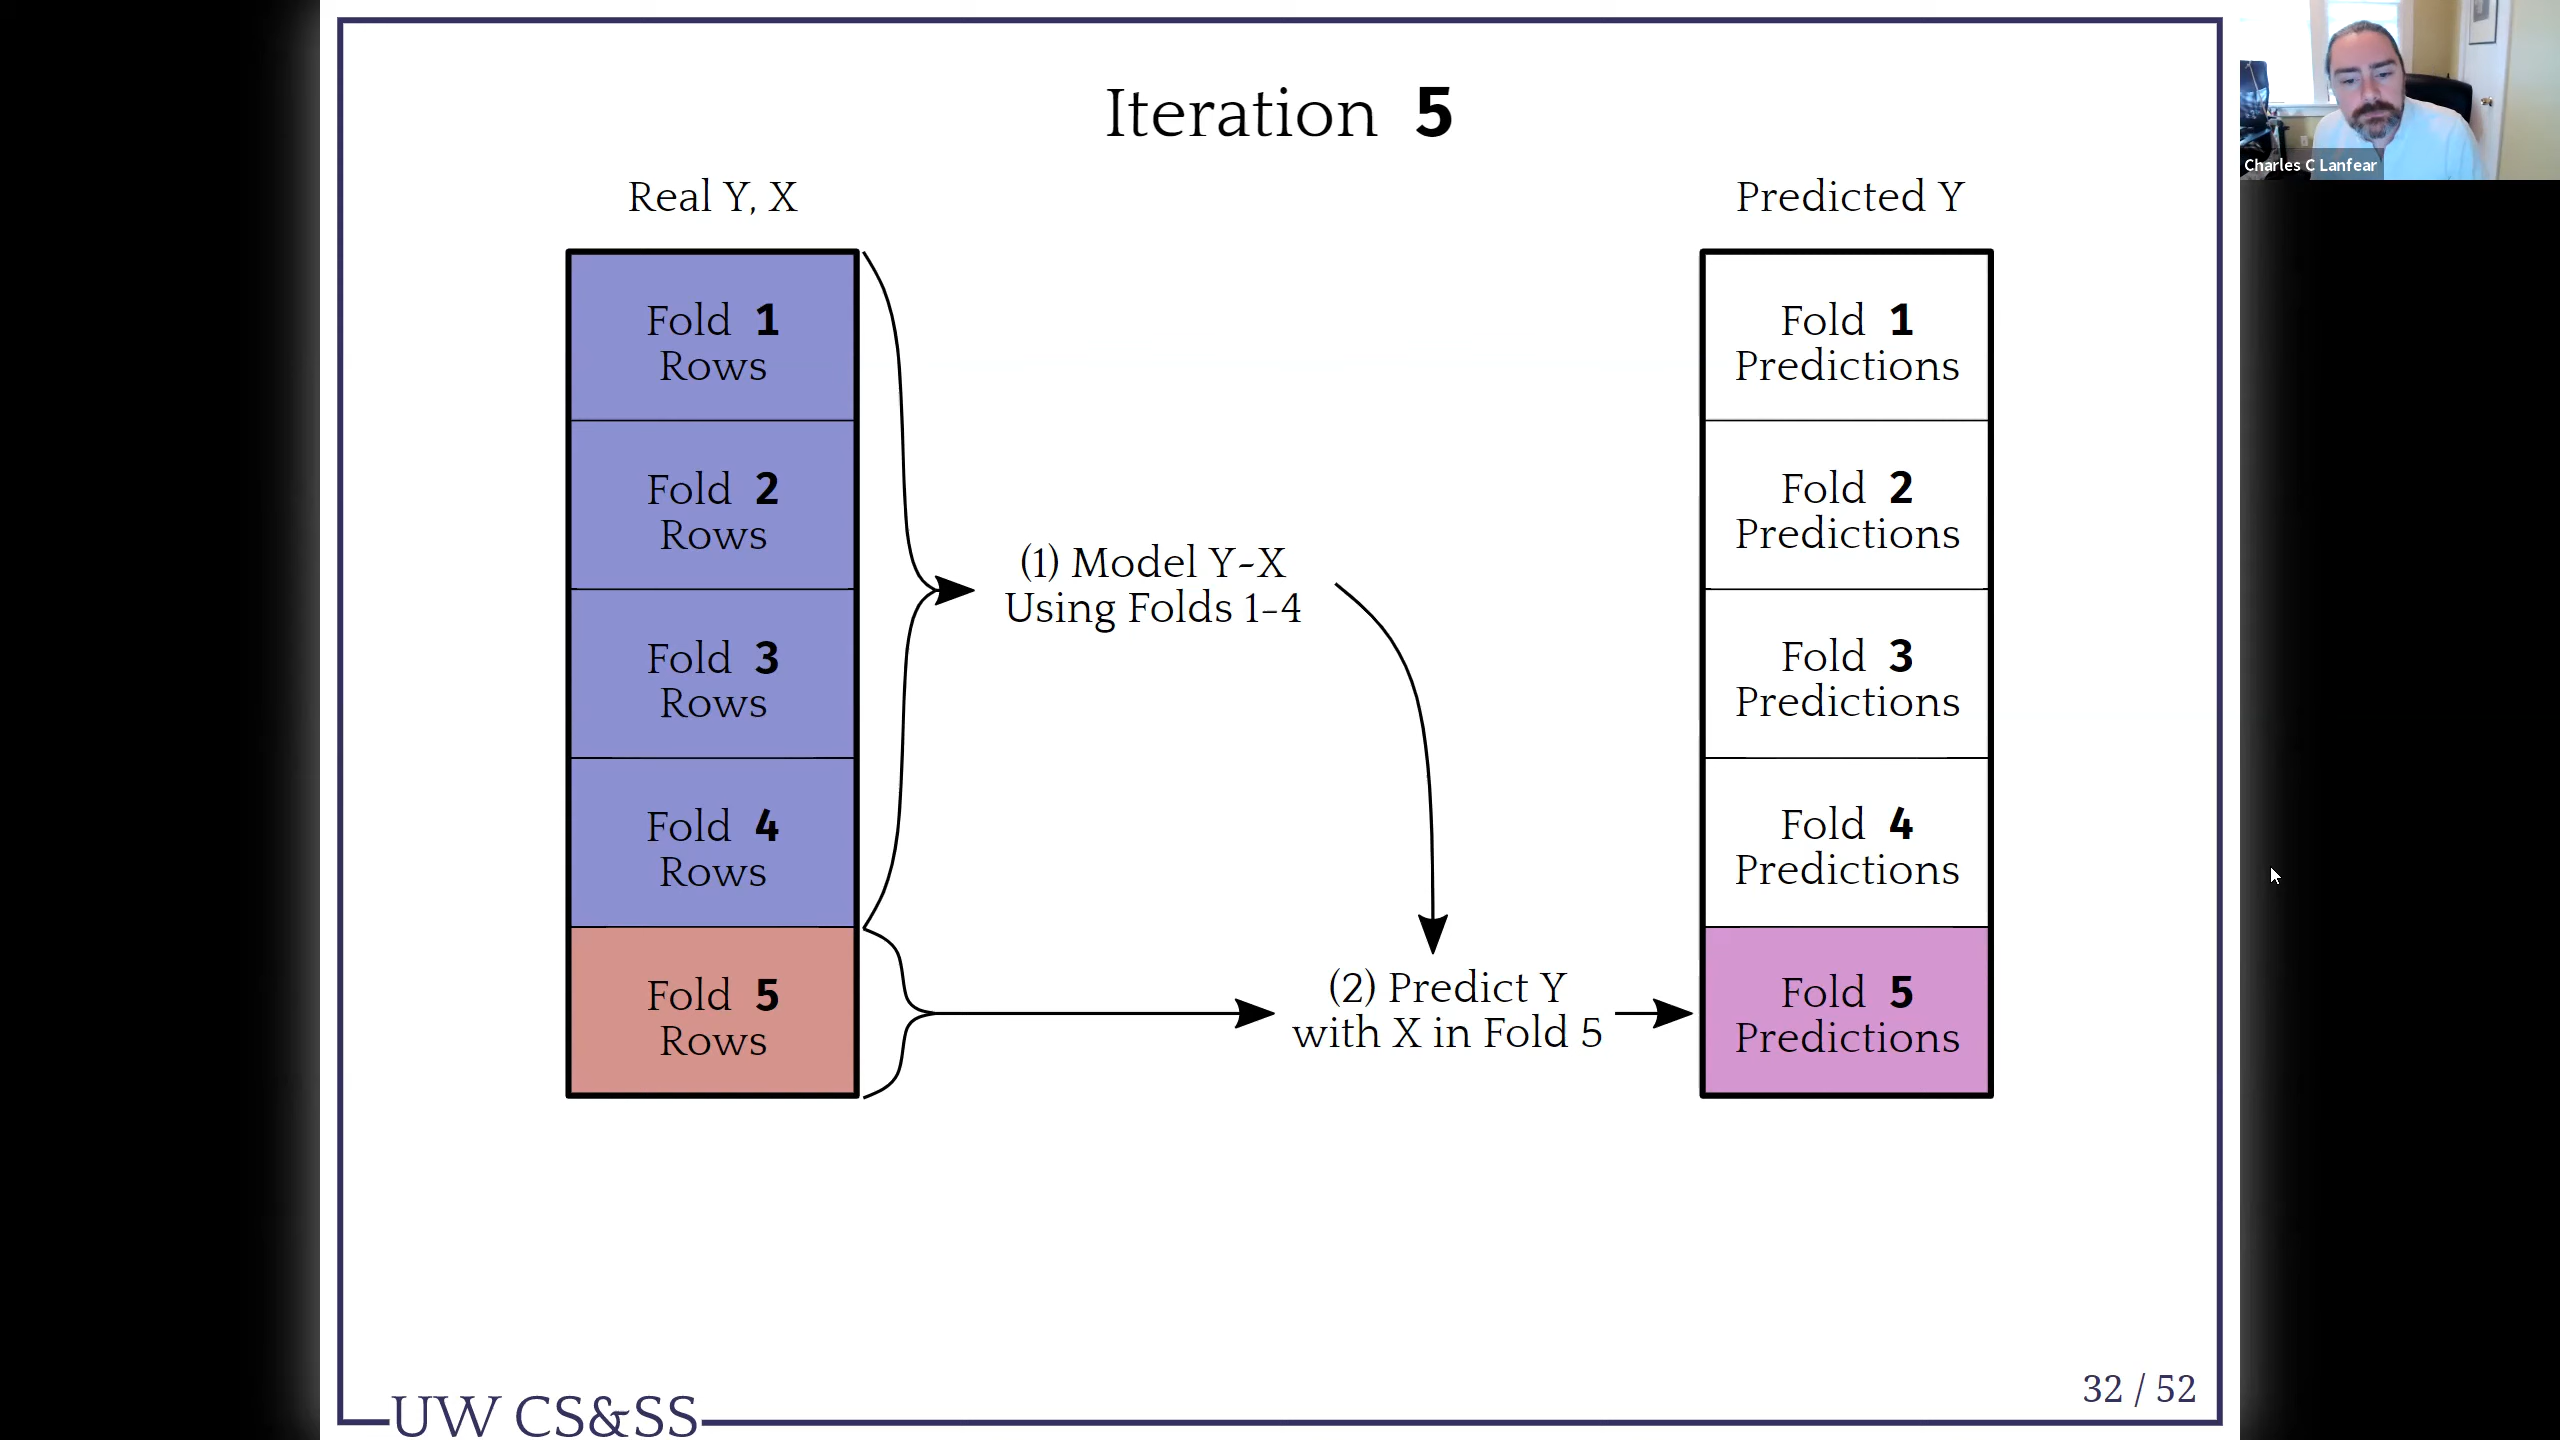 Iteration 5
Real Y, X
Predicted Y
Fold 1
Rows
Fold 2
Rows
Fold 3
Rows
Fold 4
Rows
Fold 5
Rows
(1) Model Y~X
Using Folds 1-4
(2) Predict Y
with X in Fold 5
Fold 1
Predictions
Fold 2
Predictions
Fold 3
Predictions
Fold 4
Predictions
Fold 5
Predictions
Charles C Lanfear
UW CS&SS
32 / 52